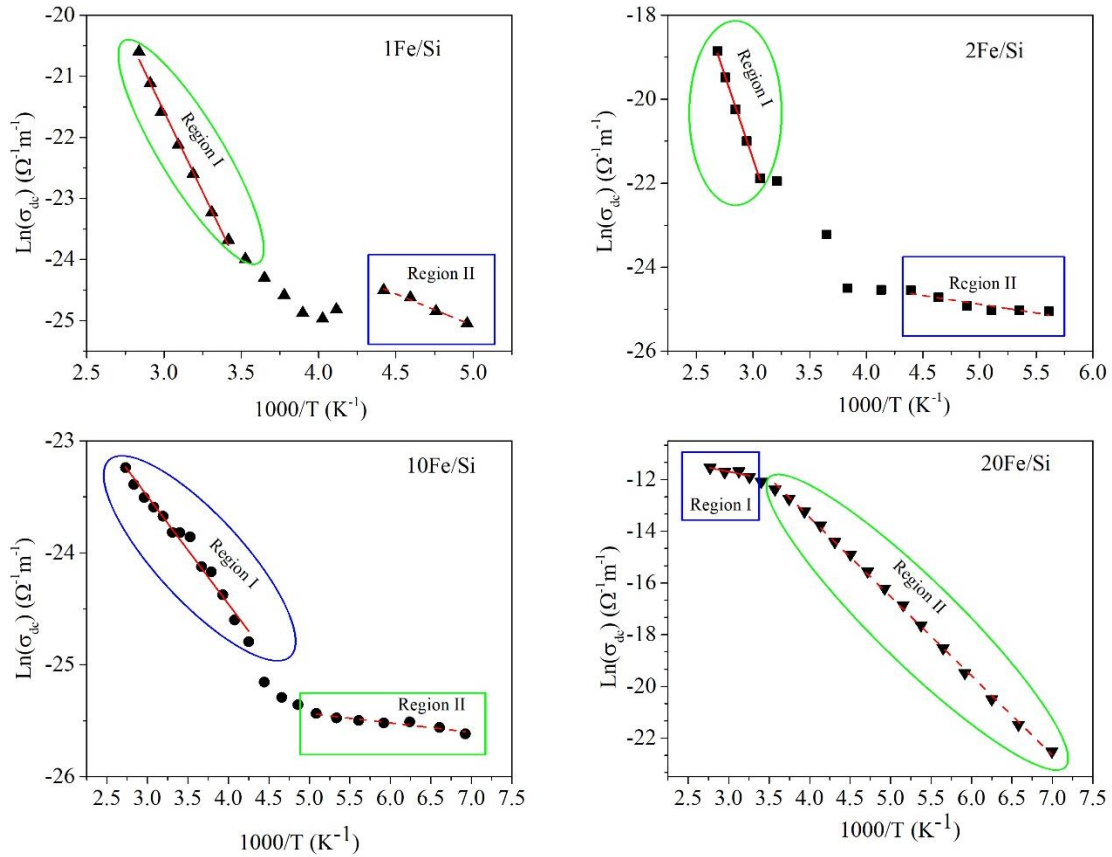 1Fe/Si
-20
-21
-22
-23
-24
-25
Ln(σdc) (Ω⁻¹m⁻¹)
Region I
Region II
2.5 3.0 3.5 4.0 4.5 5.0
1000/T (K⁻¹)
2Fe/Si
-18
-20
-22
-24
-26
Ln(σdc) (Ω⁻¹m⁻¹)
Region I
Region II
2.5 3.0 3.5 4.0 4.5 5.0 5.5 6.0
1000/T (K⁻¹)
10Fe/Si
-23
-24
-25
-26
Ln(σdc) (Ω⁻¹m⁻¹)
Region I
Region II
2.5 3.0 3.5 4.0 4.5 5.0 5.5 6.0 6.5 7.0 7.5
1000/T (K⁻¹)
20Fe/Si
-12
-14
-16
-18
-20
-22
Ln(σdc) (Ω⁻¹m⁻¹)
Region I
Region II
2.5 3.0 3.5 4.0 4.5 5.0 5.5 6.0 6.5 7.0 7.5
1000/T (K⁻¹)